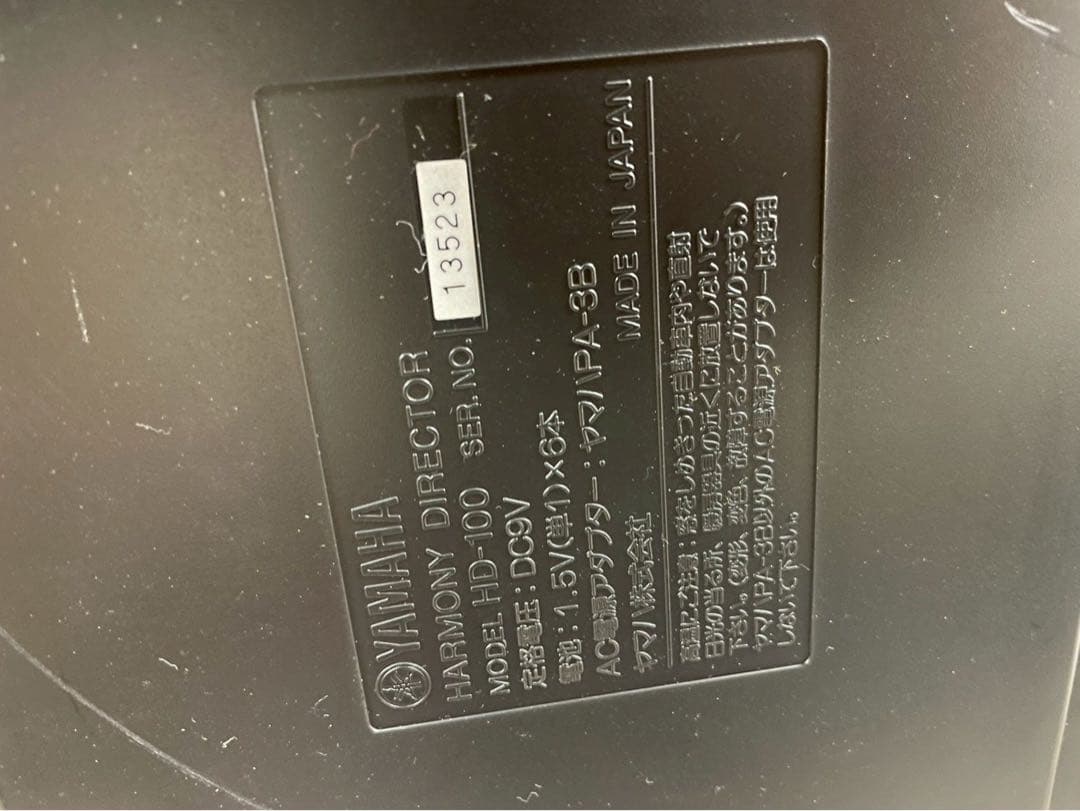 YAMAHA
HARMONY DIRECTOR
MODEL HD-100 SER. NO. 13523
定格電圧:DC9V
電池:1.5V(単1)×6本
AC電源アダプター:ヤマハPA-3B
ヤマハ株式会社 MADE IN JAPAN
高温にご注意:窓をしめきった自動車内や直射
日光の当る所、暖房器具の近くに放置しないで
下さい。(変形、変色、故障することがあります。)
ヤマハPA-3B以外のAC電源アダプターは使用
しないで下さい。